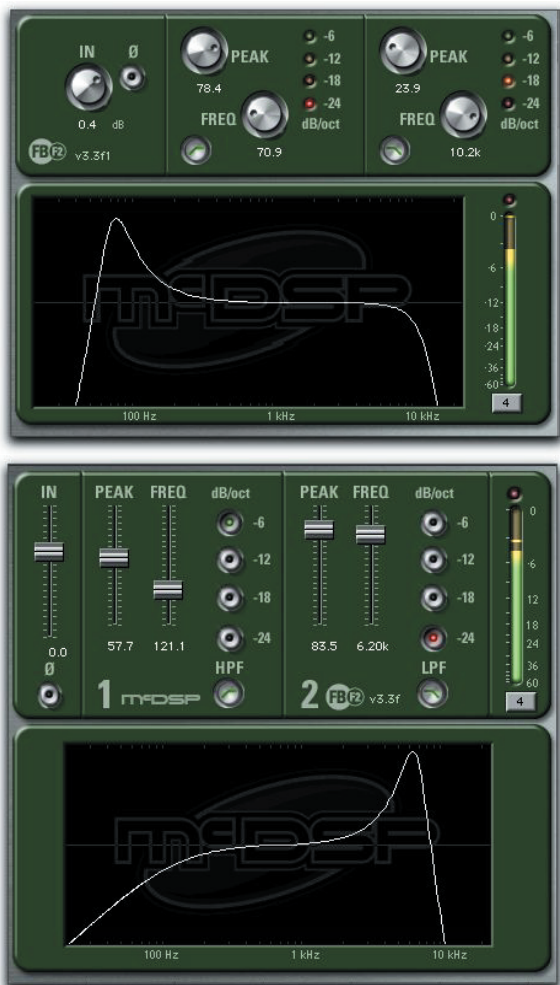 IN Ø
0.4 dB
FB F2 v3.3f1
PEAK
78.4
FREQ
70.9
-6
-12
-18
-24
dB/oct
PEAK
23.9
FREQ
10.2k
-6
-12
-18
-24
dB/oct
McDSP
100 Hz 1 kHz 10 kHz
0
-6
-12
-18
-24
-36
-60
4
IN
0.0
Ø
PEAK FREQ dB/oct
-6
-12
-18
-24
57.7 121.1
HPF
1 McDSP
PEAK FREQ dB/oct
-6
-12
-18
-24
83.5 6.20k
LPF
2 FB F2 v3.3f
0
6
12
18
24
36
60
4
McDSP
100 Hz 1 kHz 10 kHz